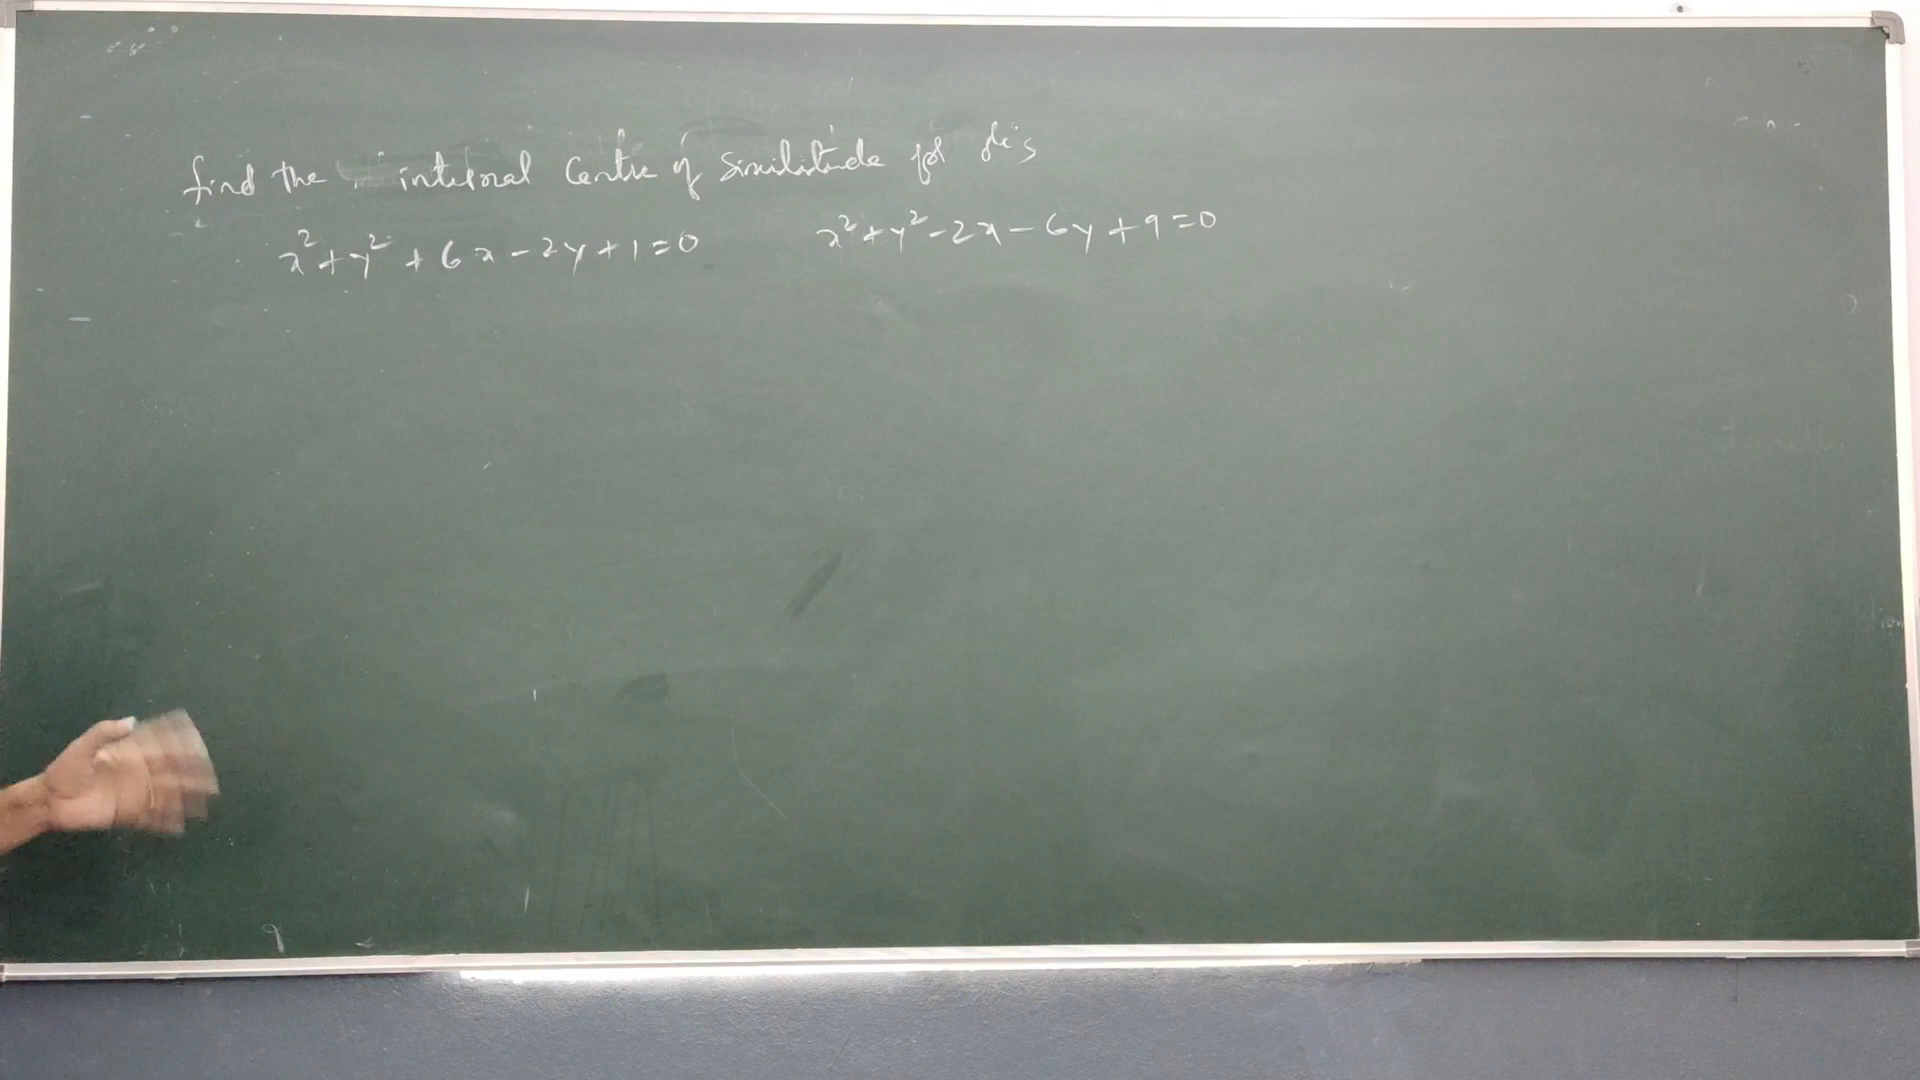 find the internal Centre of Similitude for
x²+y²+6x-2y+1=0 x²+y²-2x-6y+9=0